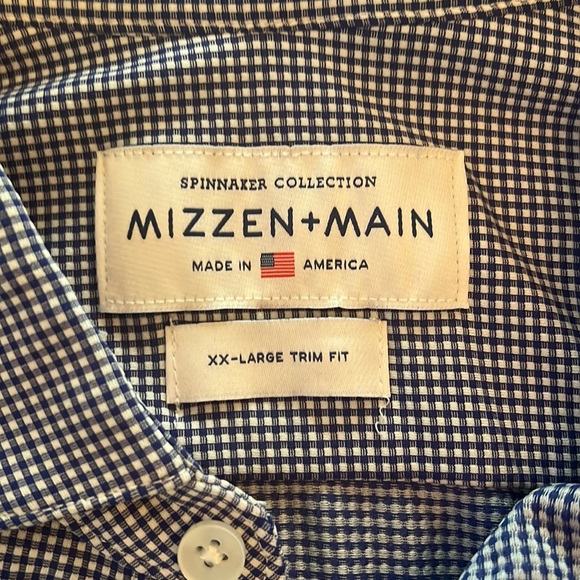 SPINNAKER COLLECTION
MIZZEN+MAIN
MADE IN AMERICA
XX-LARGE TRIM FIT